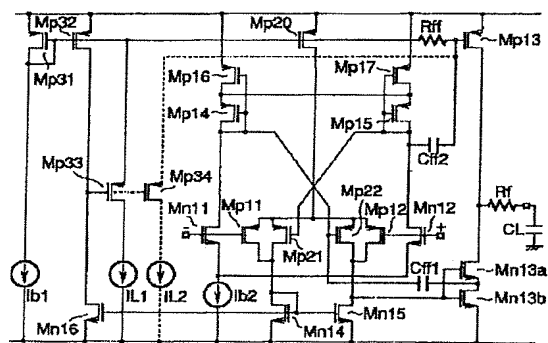 Mp32
Mp20
Rff
Mp13
Mp31
Mp16
Mp17
Mp14
Mp15
Cff2
Mp33
Mp34
Mp22
Mn11
Mp11
Mp12
Mn12
Mp21
Rf
CL
Cff1
Ib1
IL1
IL2
Ib2
Mn13a
Mn13b
Mn16
Mn14
Mn15